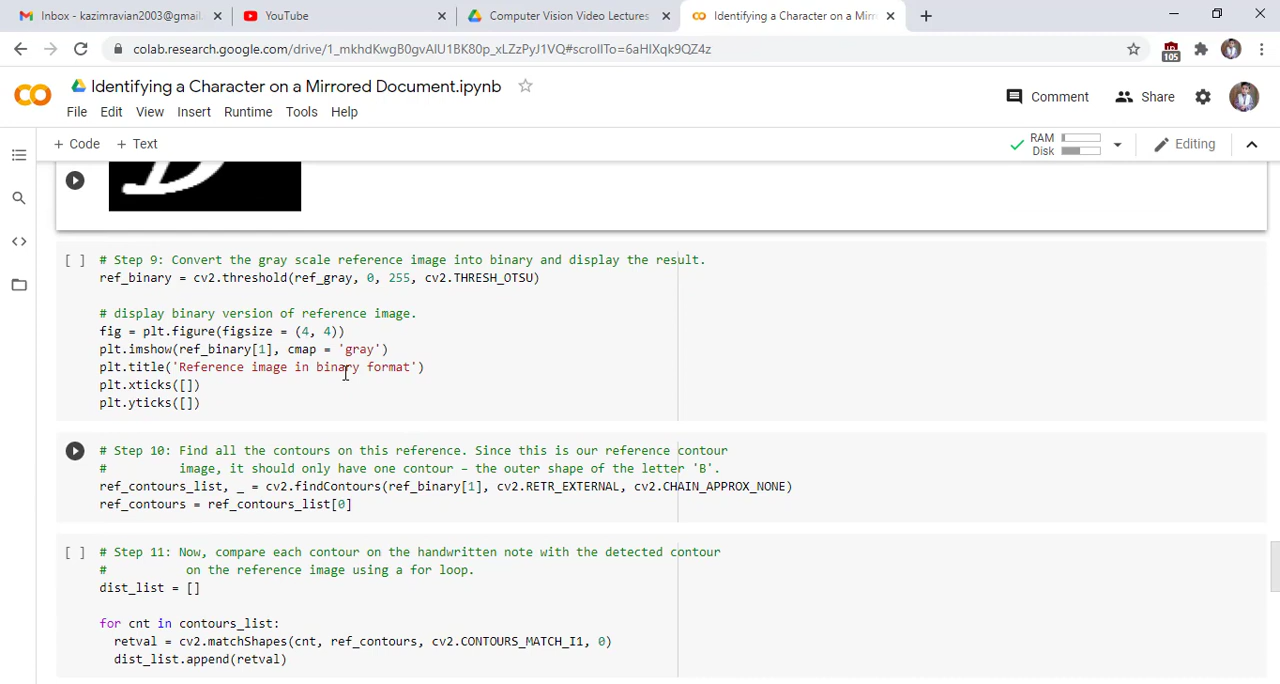 Inbox - kazimravian2003@gmail.
YouTube
Computer Vision Video Lectures
Identifying a Character on a Mirr
colab.research.google.com/drive/1_mkhdKwgB0gvAlU1BK80p_xLZzPyJ1VQ#scrollTo=6aHlXqk9QZ4z
105
Identifying a Character on a Mirrored Document.ipynb
Comment
Share
File Edit View Insert Runtime Tools Help
+ Code + Text
RAM
Disk
Editing
[ ] # Step 9: Convert the gray scale reference image into binary and display the result.
ref_binary = cv2.threshold(ref_gray, 0, 255, cv2.THRESH_OTSU)
# display binary version of reference image.
fig = plt.figure(figsize = (4, 4))
plt.imshow(ref_binary[1], cmap = 'gray')
plt.title('Reference image in binary format')
plt.xticks([])
plt.yticks([])
# Step 10: Find all the contours on this reference. Since this is our reference contour
# image, it should only have one contour – the outer shape of the letter 'B'.
ref_contours_list, _ = cv2.findContours(ref_binary[1], cv2.RETR_EXTERNAL, cv2.CHAIN_APPROX_NONE)
ref_contours = ref_contours_list[0]
[ ] # Step 11: Now, compare each contour on the handwritten note with the detected contour
# on the reference image using a for loop.
dist_list = []
for cnt in contours_list:
retval = cv2.matchShapes(cnt, ref_contours, cv2.CONTOURS_MATCH_I1, 0)
dist_list.append(retval)